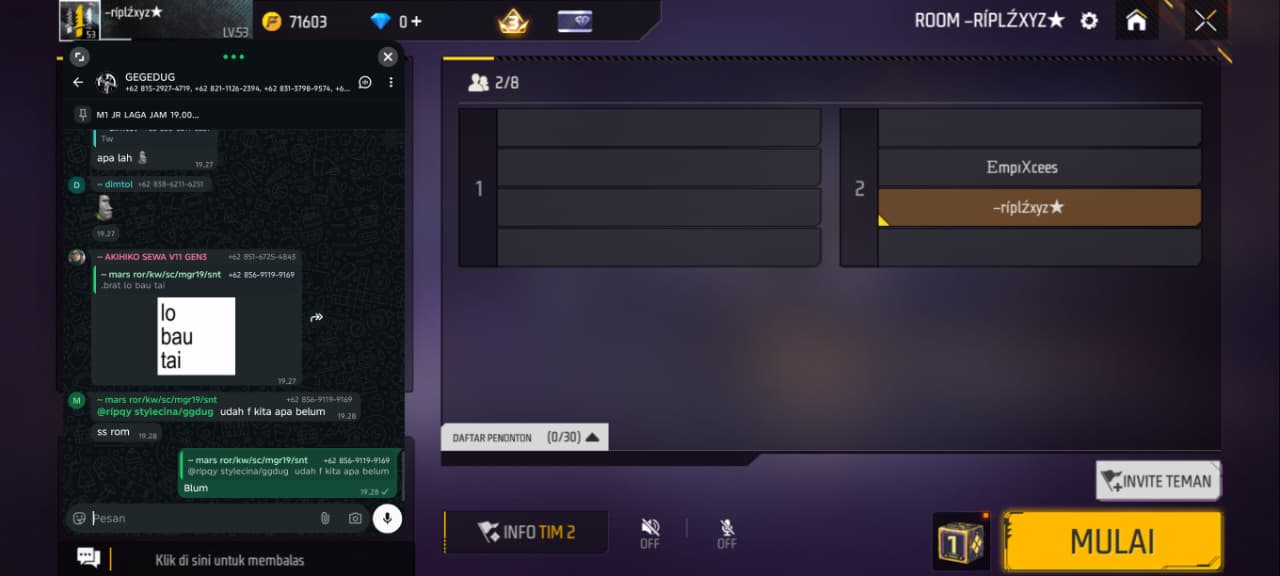 53
–ríplŹxyz★
LV.53
F 71603
0 +
3
ROOM –RÍPLŹXYZ★
GEGEDUG
+62 815-2927-4719, +62 821-1126-2394, +62 831-3798-9574, +6...
M1 JR LAGA JAM 19.00...
Tw
apa lah 🗿
19.27
D
~ dimtol +62 838-6211-6251
🗿
19.27
~ AKIHIKO SEWA V11 GEN3 +62 851-6725-4843
~ mars ror/kw/sc/mgr19/snt +62 856-9119-9169
.brat lo bau tai
lo
bau
tai
19.27
M
~ mars ror/kw/sc/mgr19/snt +62 856-9119-9169
@rípqy stylecina/ggdug udah f kita apa belum
19.28
ss rom 19.28
~ mars ror/kw/sc/mgr19/snt +62 856-9119-9169
@rípqy stylecina/ggdug udah f kita apa belum
Blum
19.28 ✓
Pesan
Klik di sini untuk membalas
2/8
1
2
EmpıXcees
–ríplŹxyz★
DAFTAR PENONTON (0/30)
INVITE TEMAN
INFO TIM 2
OFF
OFF
1
MULAI